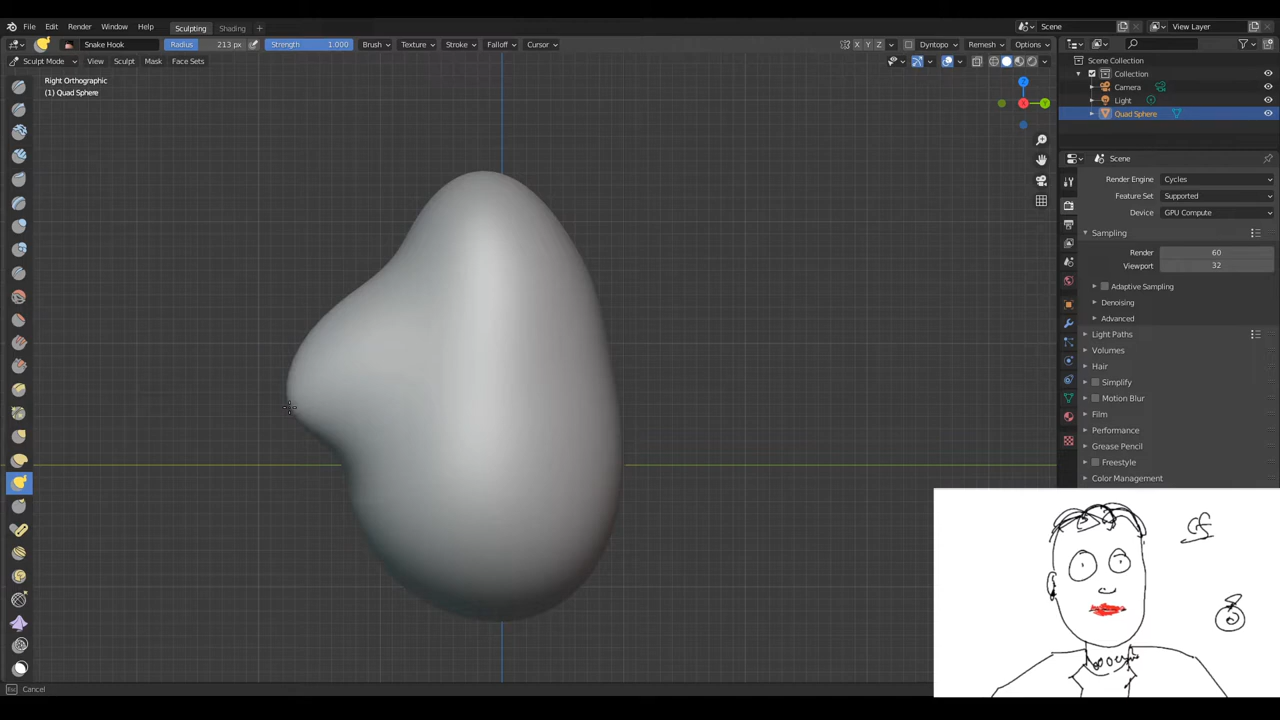 File Edit Render Window Help Sculpting Shading + Scene View Layer
Snake Hook Radius 213 px Strength 1.000 Brush Texture Stroke Falloff Cursor X Y Z Dyntopo Remesh Options
Sculpt Mode View Sculpt Mask Face Sets
Right Orthographic
(1) Quad Sphere
Z
Y
Scene Collection
Collection
Camera
Light
Quad Sphere
Scene
Render Engine Cycles
Feature Set Supported
Device GPU Compute
Sampling
Render 60
Viewport 32
Adaptive Sampling
Denoising
Advanced
Light Paths
Volumes
Hair
Simplify
Motion Blur
Film
Performance
Grease Pencil
Freestyle
Color Management
Esc Cancel